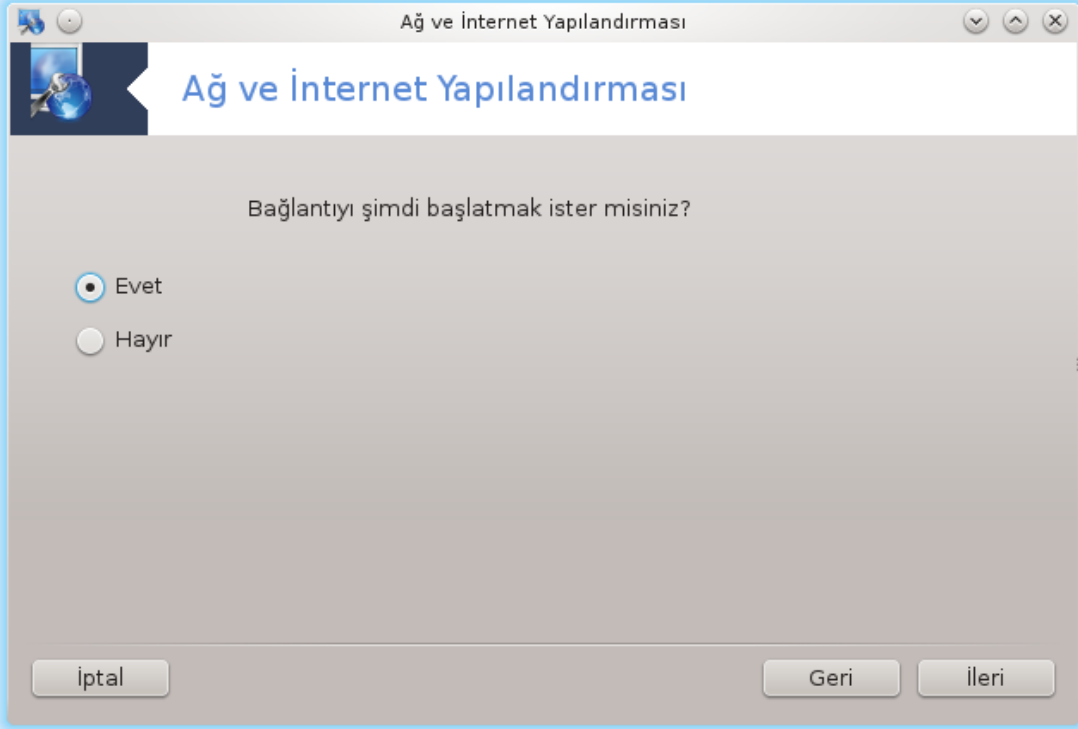 Ağ ve İnternet Yapılandırması
Ağ ve İnternet Yapılandırması
Bağlantıyı şimdi başlatmak ister misiniz?
Evet
Hayır
İptal
Geri
İleri